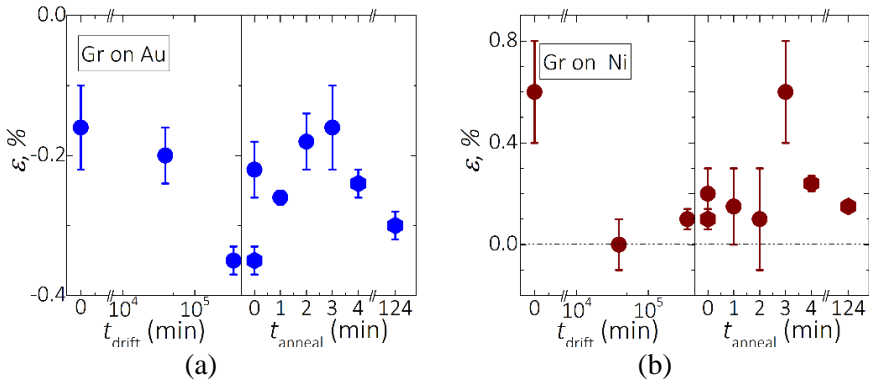 0.0
-0.2
-0.4
ε, %
Gr on Au
0 10⁴ 10⁵ 0 1 2 3 4 124
t_drift (min) t_anneal (min)
(a)
0.8
0.4
0.0
ε, %
Gr on Ni
0 10⁴ 10⁵ 0 1 2 3 4 124
t_drift (min) t_anneal (min)
(b)